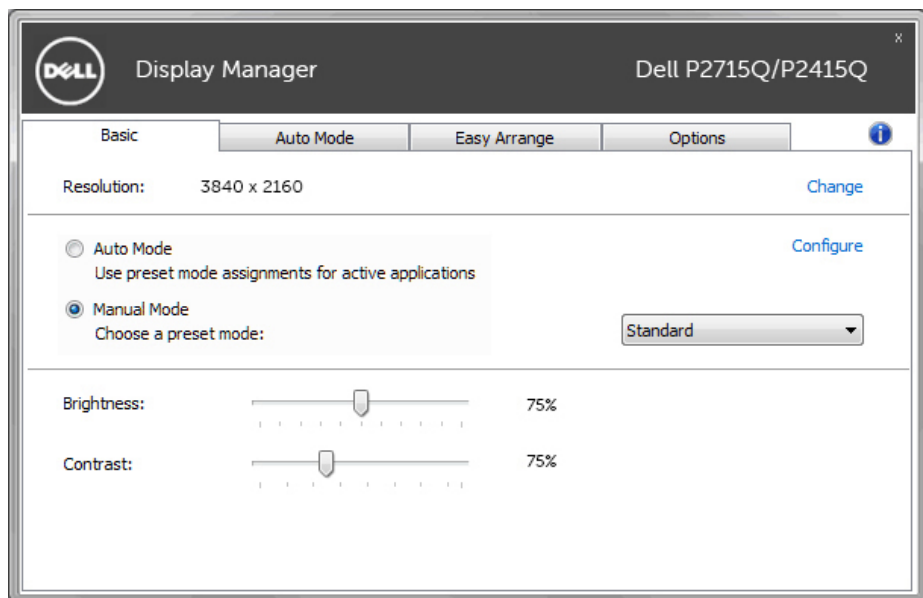 DELL
Display Manager
Dell P2715Q/P2415Q
x
Basic
Auto Mode
Easy Arrange
Options
i
Resolution: 3840 x 2160 Change
Auto Mode
Configure
Use preset mode assignments for active applications
Manual Mode
Choose a preset mode:
Standard
Brightness: 75%
Contrast: 75%